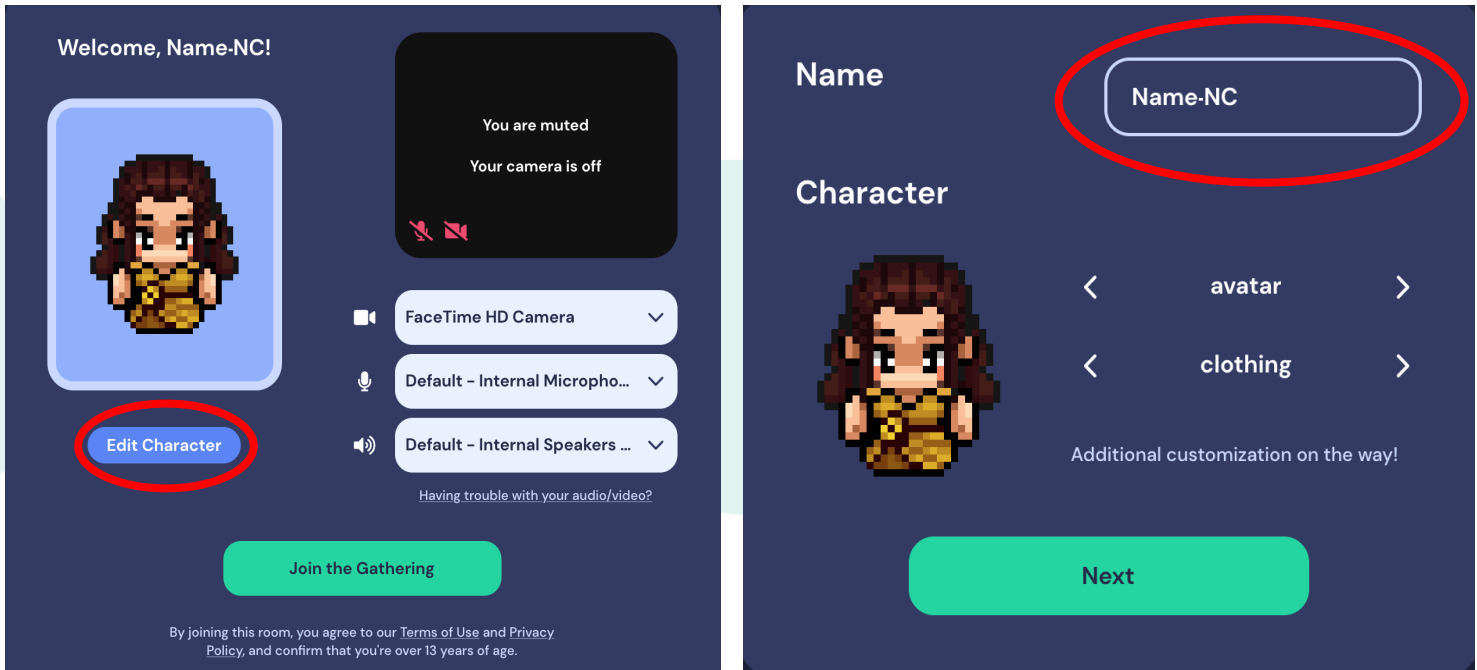 Welcome, Name-NC!
You are muted
Your camera is off
FaceTime HD Camera
Default - Internal Micropho...
Edit Character
Default - Internal Speakers ...
Having trouble with your audio/video?
Join the Gathering
By joining this room, you agree to our Terms of Use and Privacy
Policy, and confirm that you're over 13 years of age.
Name
Name-NC
Character
avatar
clothing
Additional customization on the way!
Next